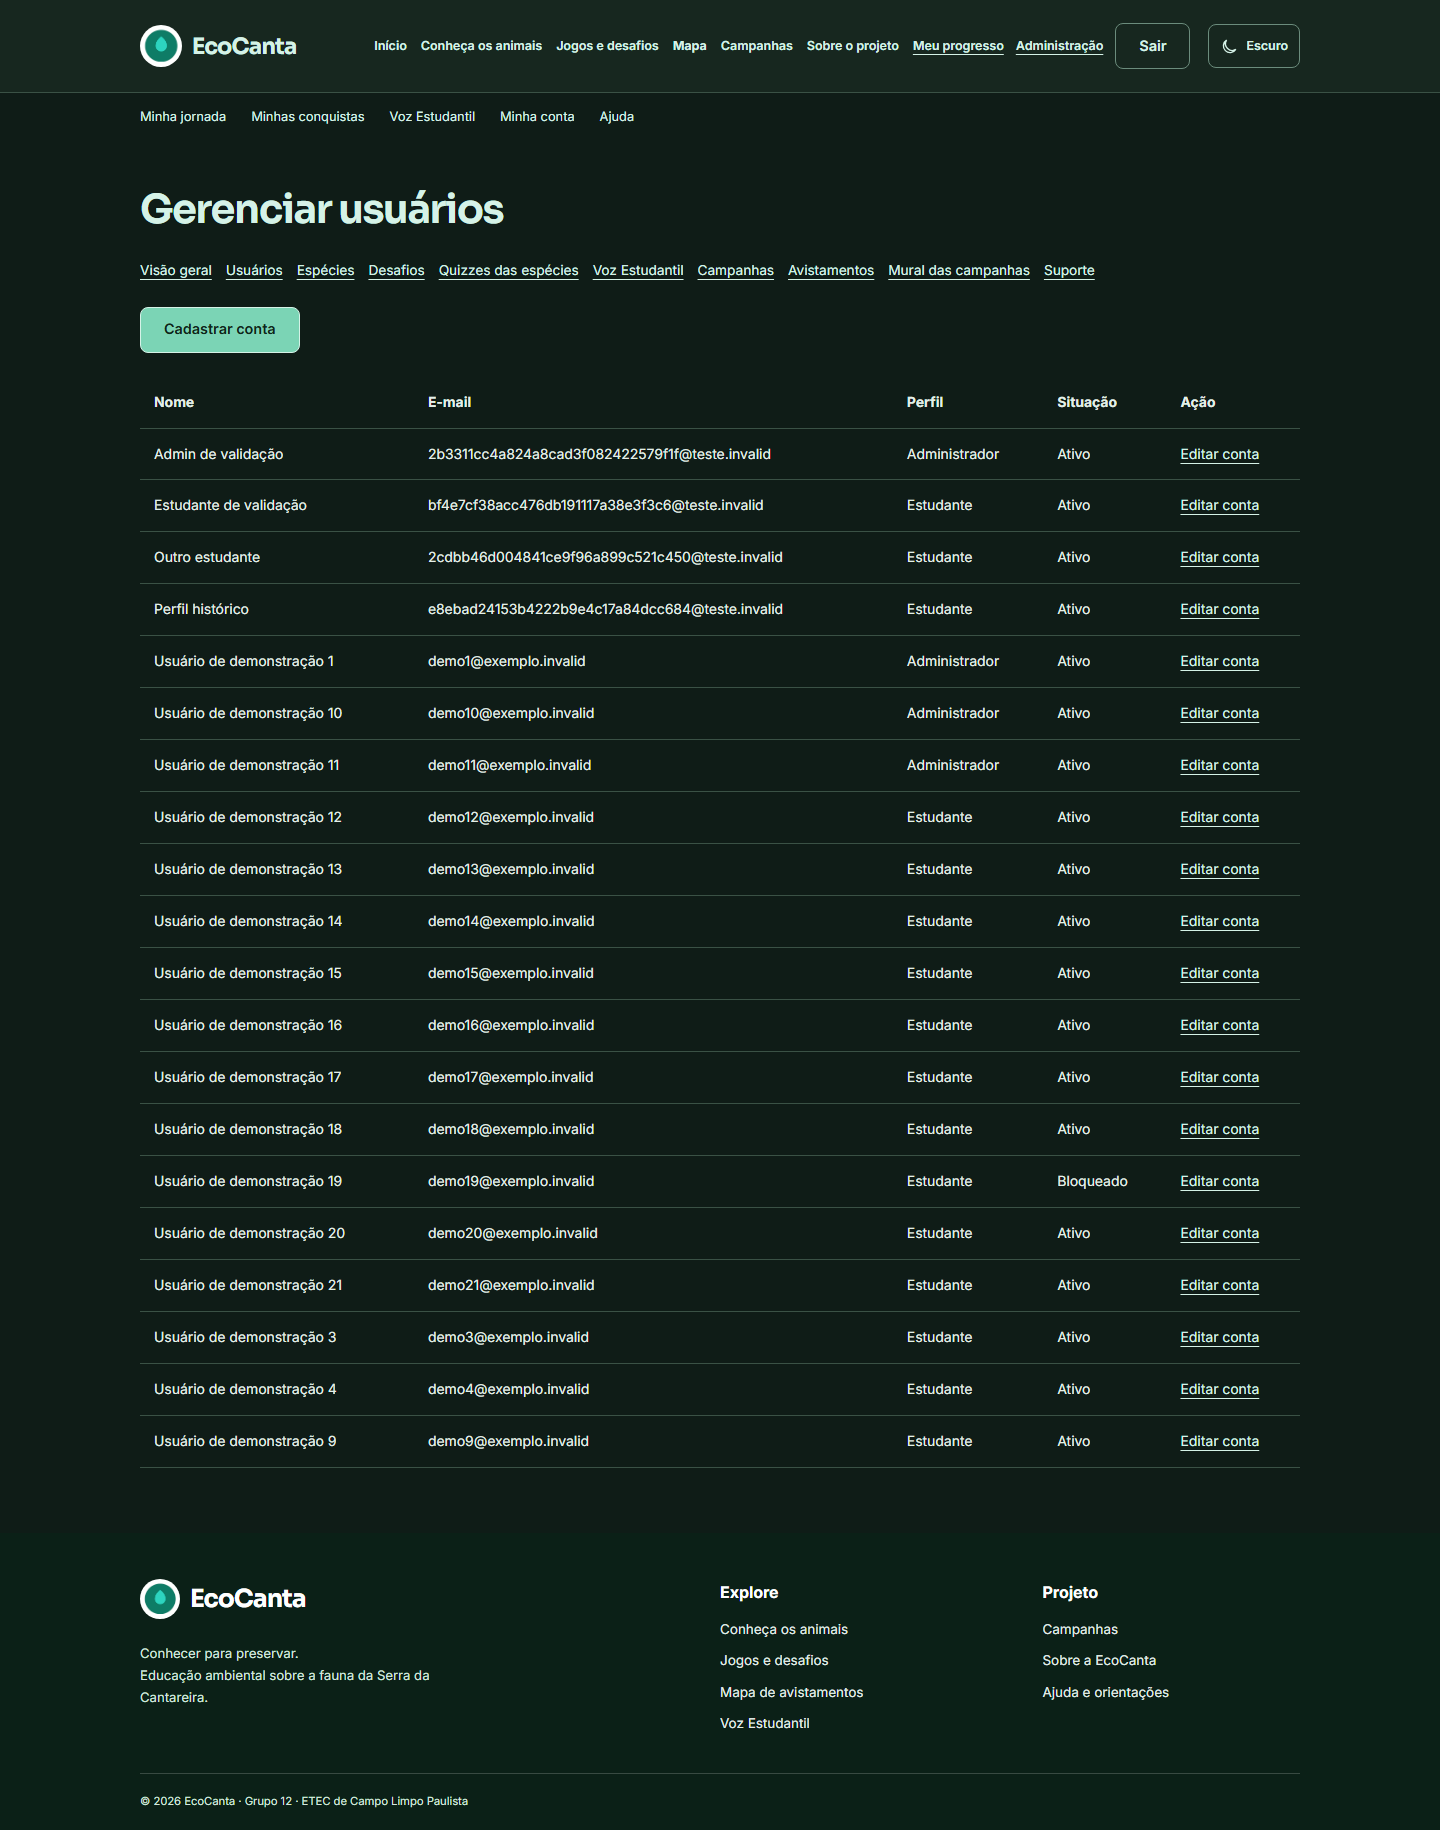 EcoCanta
Início Conheça os animais Jogos e desafios Mapa Campanhas Sobre o projeto Meu progresso Administração Sair Escuro
Minha jornada Minhas conquistas Voz Estudantil Minha conta Ajuda
Gerenciar usuários
Visão geral Usuários Espécies Desafios Quizzes das espécies Voz Estudantil Campanhas Avistamentos Mural das campanhas Suporte
Cadastrar conta
Nome E-mail Perfil Situação Ação
Admin de validação 2b3311cc4a824a8cad3f082422579f1f@teste.invalid Administrador Ativo Editar conta
Estudante de validação bf4e7cf38acc476db191117a38e3f3c6@teste.invalid Estudante Ativo Editar conta
Outro estudante 2cdbb46d004841ce9f96a899c521c450@teste.invalid Estudante Ativo Editar conta
Perfil histórico e8ebad24153b4222b9e4c17a84dcc684@teste.invalid Estudante Ativo Editar conta
Usuário de demonstração 1 demo1@exemplo.invalid Administrador Ativo Editar conta
Usuário de demonstração 10 demo10@exemplo.invalid Administrador Ativo Editar conta
Usuário de demonstração 11 demo11@exemplo.invalid Administrador Ativo Editar conta
Usuário de demonstração 12 demo12@exemplo.invalid Estudante Ativo Editar conta
Usuário de demonstração 13 demo13@exemplo.invalid Estudante Ativo Editar conta
Usuário de demonstração 14 demo14@exemplo.invalid Estudante Ativo Editar conta
Usuário de demonstração 15 demo15@exemplo.invalid Estudante Ativo Editar conta
Usuário de demonstração 16 demo16@exemplo.invalid Estudante Ativo Editar conta
Usuário de demonstração 17 demo17@exemplo.invalid Estudante Ativo Editar conta
Usuário de demonstração 18 demo18@exemplo.invalid Estudante Ativo Editar conta
Usuário de demonstração 19 demo19@exemplo.invalid Estudante Bloqueado Editar conta
Usuário de demonstração 20 demo20@exemplo.invalid Estudante Ativo Editar conta
Usuário de demonstração 21 demo21@exemplo.invalid Estudante Ativo Editar conta
Usuário de demonstração 3 demo3@exemplo.invalid Estudante Ativo Editar conta
Usuário de demonstração 4 demo4@exemplo.invalid Estudante Ativo Editar conta
Usuário de demonstração 9 demo9@exemplo.invalid Estudante Ativo Editar conta
EcoCanta
Conhecer para preservar.
Educação ambiental sobre a fauna da Serra da
Cantareira.
Explore
Conheça os animais
Jogos e desafios
Mapa de avistamentos
Voz Estudantil
Projeto
Campanhas
Sobre a EcoCanta
Ajuda e orientações
© 2026 EcoCanta · Grupo 12 · ETEC de Campo Limpo Paulista